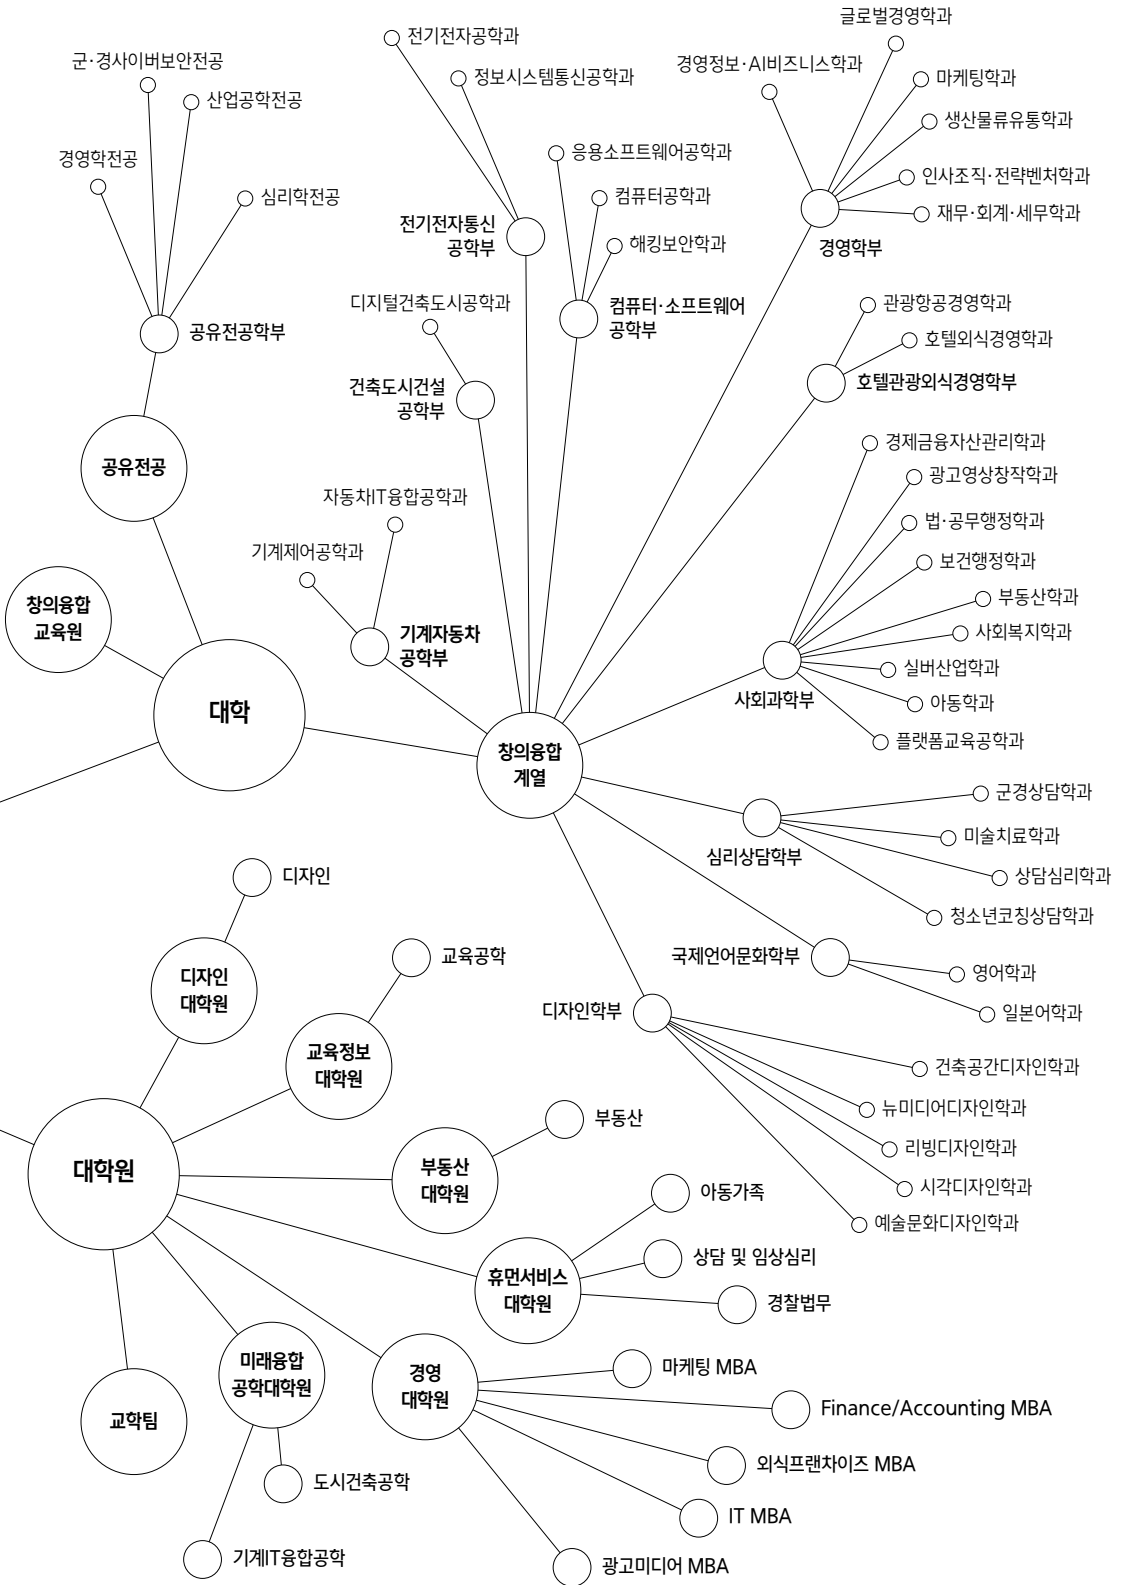 글로벌경영학과
전기전자공학과
군·경사이버보안전공
경영정보·AI비즈니스학과
정보시스템통신공학과
마케팅학과
산업공학전공
생산물류유통학과
응용소프트웨어공학과
경영학전공
인사조직·전략벤처학과
심리학전공
컴퓨터공학과
재무·회계·세무학과
전기전자통신
공학부
해킹보안학과
경영학부
디지털건축도시공학과
관광항공경영학과
컴퓨터·소프트웨어
공학부
공유전공학부
호텔외식경영학과
건축도시건설
공학부
호텔관광외식경영학부
경제금융자산관리학과
공유전공
광고영상창작학과
자동차IT융합공학과
법·공무행정학과
기계제어공학과
보건행정학과
창의융합
교육원
부동산학과
기계자동차
공학부
사회복지학과
실버산업학과
사회과학부
아동학과
대학
플랫폼교육공학과
창의융합
계열
군경상담학과
미술치료학과
심리상담학부
상담심리학과
디자인
청소년코칭상담학과
교육공학
국제언어문화학부
영어학과
디자인
대학원
디자인학부
일본어학과
교육정보
대학원
건축공간디자인학과
뉴미디어디자인학과
부동산
리빙디자인학과
대학원
부동산
대학원
시각디자인학과
아동가족
예술문화디자인학과
상담 및 임상심리
휴먼서비스
대학원
경찰법무
미래융합
공학대학원
경영
대학원
마케팅 MBA
Finance/Accounting MBA
교학팀
외식프랜차이즈 MBA
도시건축공학
IT MBA
기계IT융합공학
광고미디어 MBA